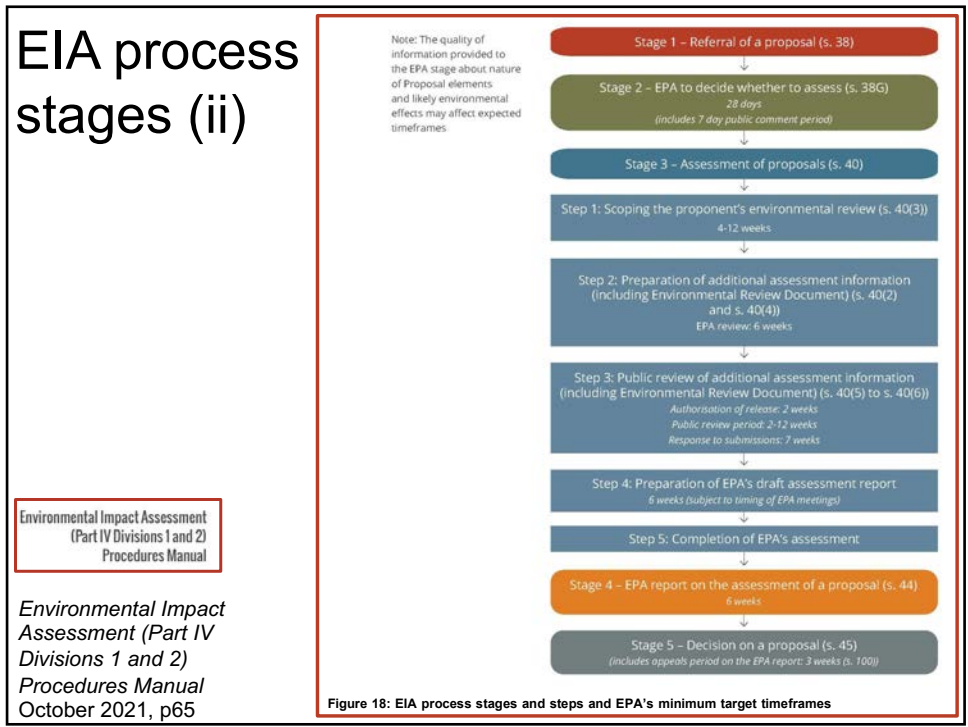 EIA process
stages (ii)
Note: The quality of
information provided to
the EPA stage about nature
of Proposal elements
and likely environmental
effects may affect expected
timeframes
Stage 1 – Referral of a proposal (s. 38)
Stage 2 – EPA to decide whether to assess (s. 38G)
28 days
(includes 7 day public comment period)
Stage 3 – Assessment of proposals (s. 40)
Step 1: Scoping the proponent's environmental review (s. 40(3))
4-12 weeks
Step 2: Preparation of additional assessment information
(including Environmental Review Document) (s. 40(2)
and s. 40(4))
EPA review: 6 weeks
Step 3: Public review of additional assessment information
(including Environmental Review Document) (s. 40(5) to s. 40(6))
Authorisation of release: 2 weeks
Public review period: 2-12 weeks
Response to submissions: 7 weeks
Step 4: Preparation of EPA's draft assessment report
6 weeks (subject to timing of EPA meetings)
Step 5: Completion of EPA's assessment
Stage 4 – EPA report on the assessment of a proposal (s. 44)
6 weeks
Stage 5 – Decision on a proposal (s. 45)
(includes appeals period on the EPA report: 3 weeks (s. 100))
Figure 18: EIA process stages and steps and EPA's minimum target timeframes
Environmental Impact Assessment
(Part IV Divisions 1 and 2)
Procedures Manual
Environmental Impact
Assessment (Part IV
Divisions 1 and 2)
Procedures Manual
October 2021, p65